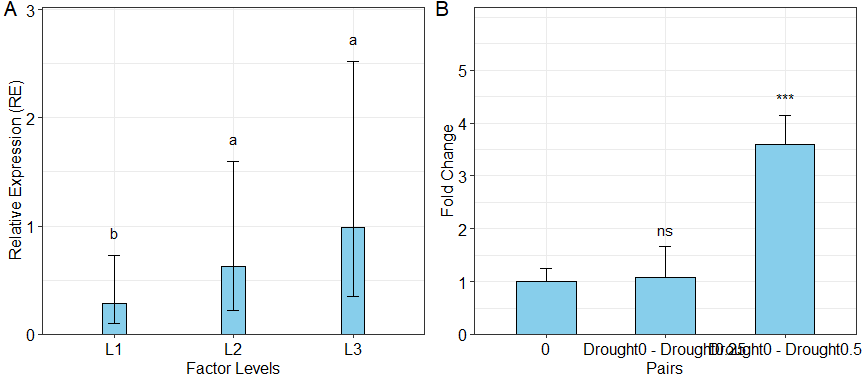 A
Relative Expression (RE)
3
2
1
0
b
a
a
L1
L2
L3
Factor Levels
B
Fold Change
5
4
3
2
1
0
ns
***
0
Drought0 - Drought0.25
Drought0 - Drought0.5
Pairs